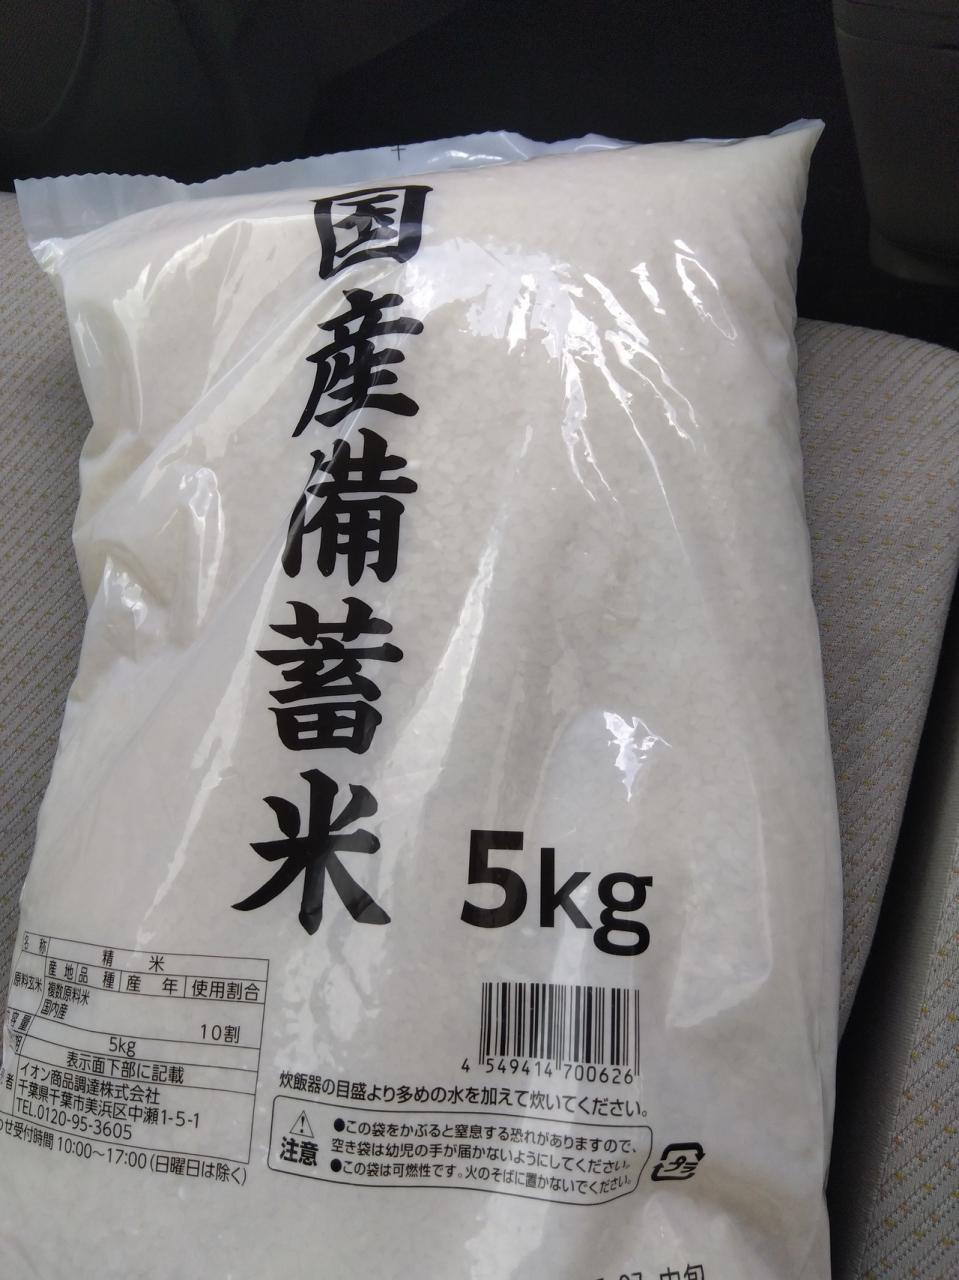 国産備蓄米
5kg
名称 精米
原料玄米 産地 品種 産年 使用割合
複数原料米
国内産 10割
5kg
表示面下部に記載
イオン商品調達株式会社
千葉県千葉市美浜区中瀬1-5-1
TEL.0120-95-3605
わせ受付時間 10:00～17:00 (日曜日は除く)
4 549414 700626
炊飯器の目盛より多めの水を加えて炊いてください。
注意
●この袋をかぶると窒息する恐れがありますので、
空き袋は幼児の手が届かないようにしてください。
●この袋は可燃性です。火のそばに置かないでください。
プラ